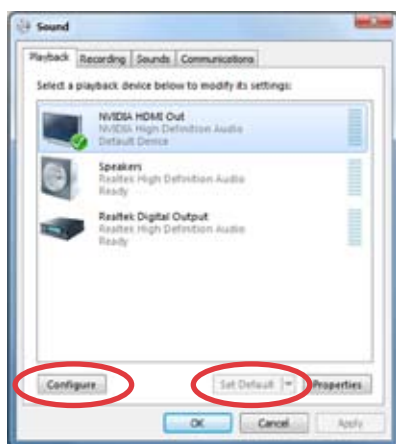 Sound
Playback Recording Sounds Communications
Select a playback device below to modify its settings:
NVIDIA HDMI Out
NVIDIA High Definition Audio
Default Device
Speakers
Realtek High Definition Audio
Ready
Realtek Digital Output
Realtek High Definition Audio
Ready
Configure Set Default Properties
OK Cancel Apply